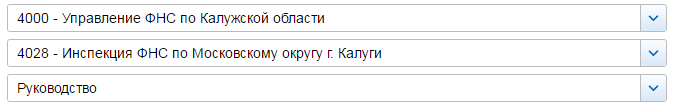 4000 - Управление ФНС по Калужской области
4028 - Инспекция ФНС по Московскому округу г. Калуги
Руководство